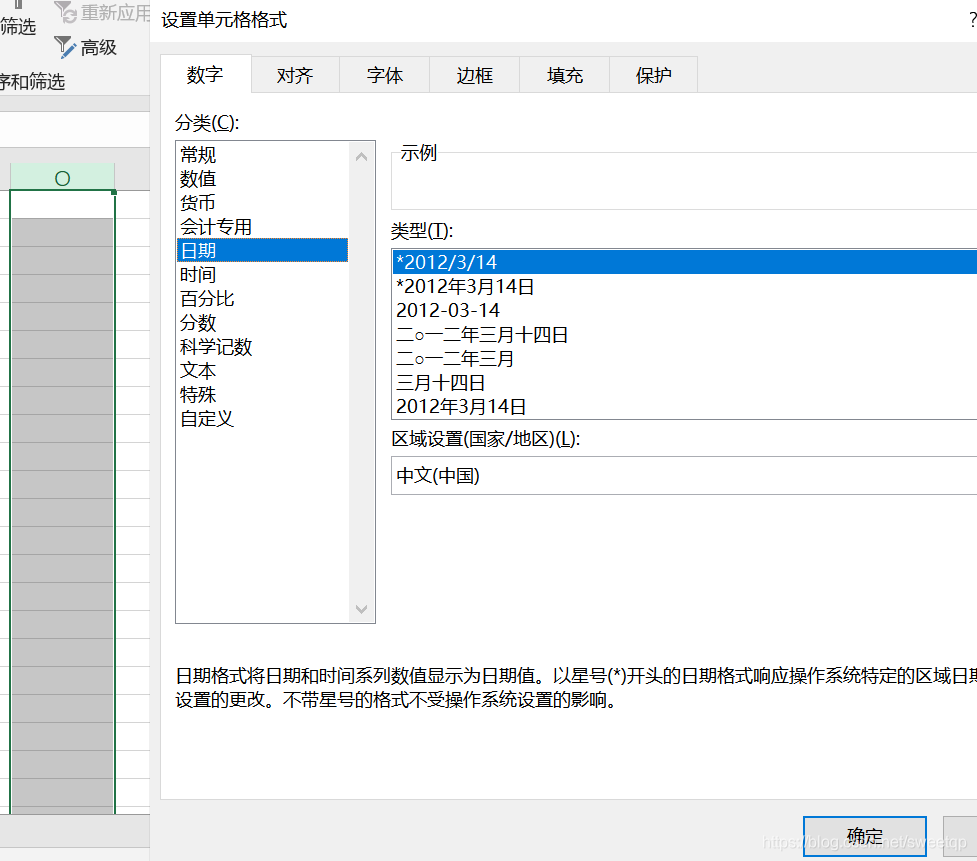 筛选
重新应用
高级
序和筛选
O
设置单元格格式
?
数字
对齐
字体
边框
填充
保护
分类(C):
常规
数值
货币
会计专用
日期
时间
百分比
分数
科学记数
文本
特殊
自定义
示例
类型(T):
*2012/3/14
*2012年3月14日
2012-03-14
二○一二年三月十四日
二○一二年三月
三月十四日
2012年3月14日
区域设置(国家/地区)(L):
中文(中国)
日期格式将日期和时间系列数值显示为日期值。以星号(*)开头的日期格式响应操作系统特定的区域日期
设置的更改。不带星号的格式不受操作系统设置的影响。
确定
https://blog.csdn.net/sweetqp